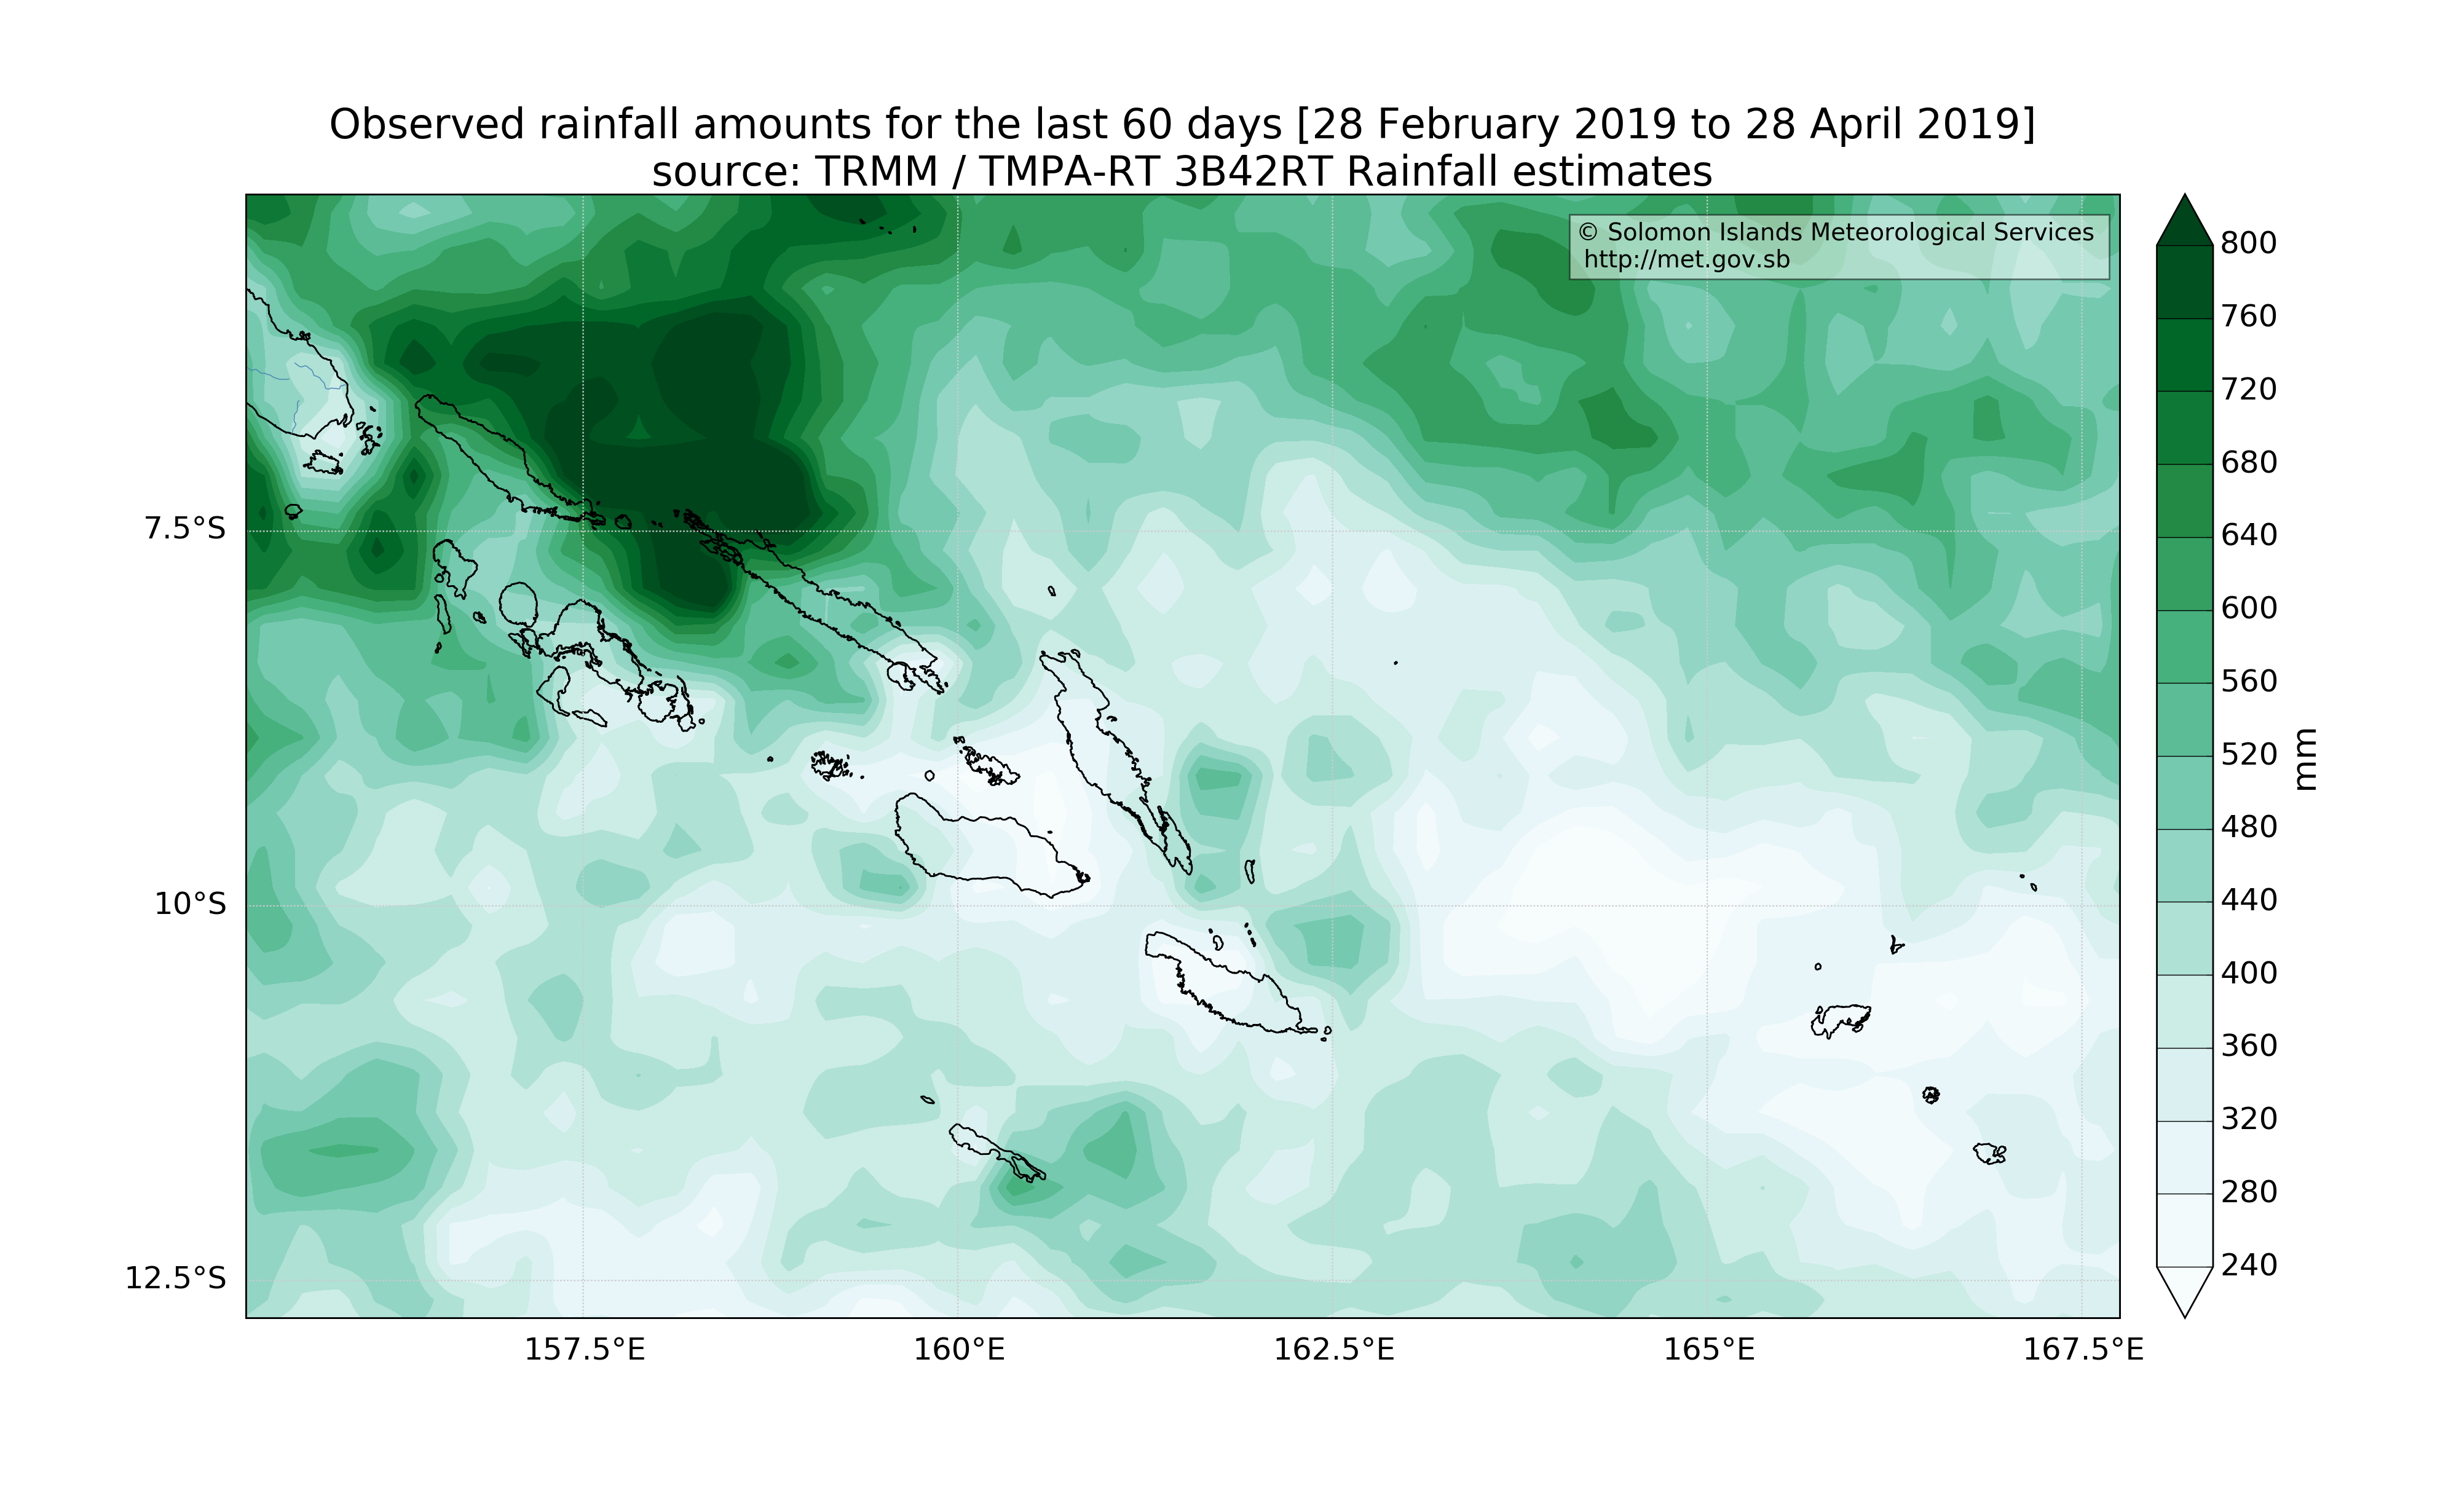 Observed rainfall amounts for the last 60 days [28 February 2019 to 28 April 2019]
source: TRMM / TMPA-RT 3B42RT Rainfall estimates
© Solomon Islands Meteorological Services
http://met.gov.sb
7.5°S
10°S
12.5°S
157.5°E
160°E
162.5°E
165°E
167.5°E
800
760
720
680
640
600
560
520
480
440
400
360
320
280
240
mm